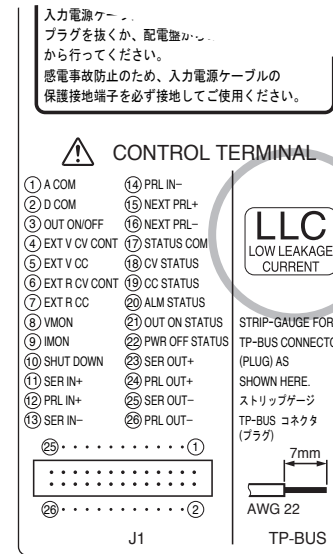 入力電源ケー
プラグを抜くか、配電盤か
から行ってください。
感電事故防止のため、入力電源ケーブルの
保護接地端子を必ず接地してご使用ください。
CONTROL TERMINAL
① A COM
② D COM
③ OUT ON/OFF
④ EXT V CV CONT
⑤ EXT V CC
⑥ EXT R CV CONT
⑦ EXT R CC
⑧ VMON
⑨ IMON
⑩ SHUT DOWN
⑪ SER IN+
⑫ PRL IN+
⑬ SER IN−
⑭ PRL IN−
⑮ NEXT PRL+
⑯ NEXT PRL−
⑰ STATUS COM
⑱ CV STATUS
⑲ CC STATUS
⑳ ALM STATUS
㉑ OUT ON STATUS
㉒ PWR OFF STATUS
㉓ SER OUT+
㉔ PRL OUT+
㉕ SER OUT−
㉖ PRL OUT−
㉕ ①
㉖ ②
J1
LLC
LOW LEAKAGE
CURRENT
STRIP-GAUGE FOR
TP-BUS CONNECTO
(PLUG) AS
SHOWN HERE.
ストリップゲージ
TP-BUS コネクタ
(プラグ)
7mm
AWG 22
TP-BUS